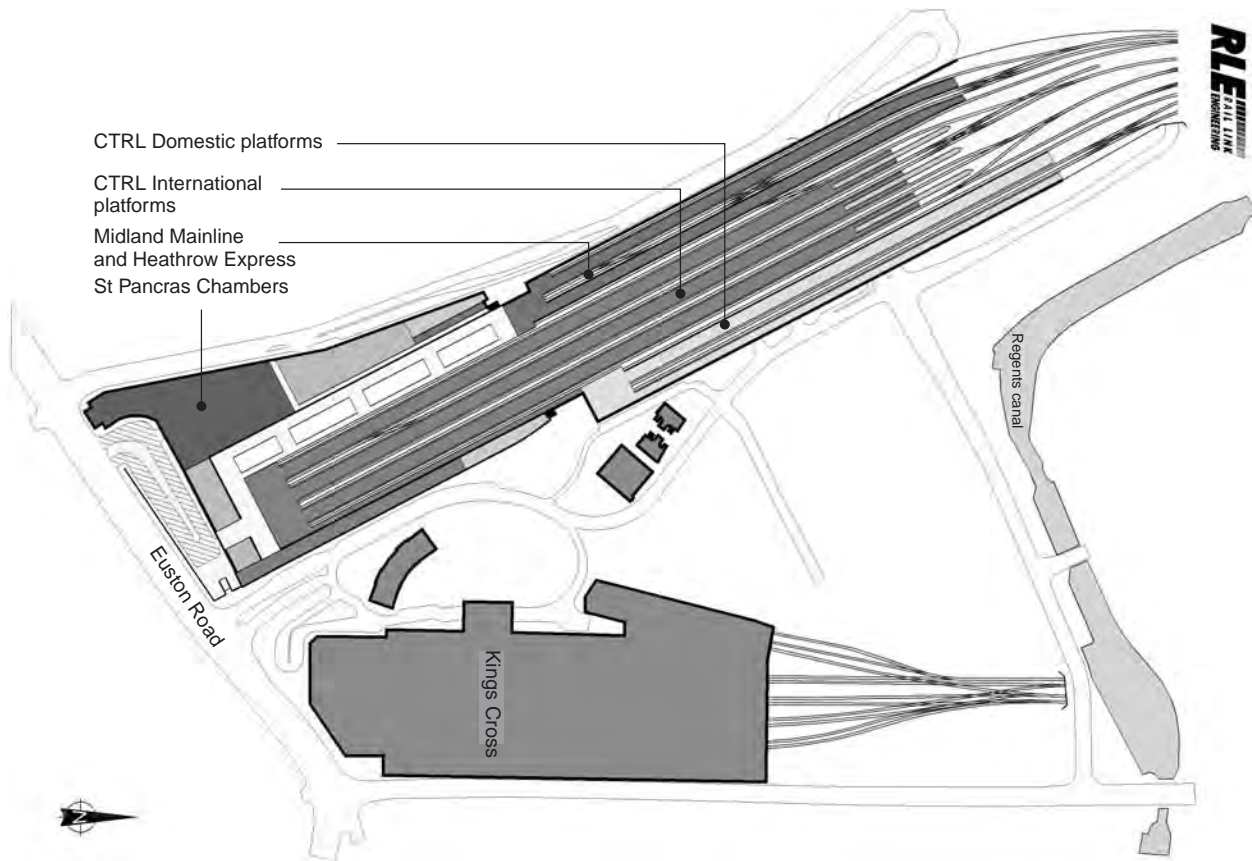 RLE
RAIL LINK
ENGINEERING
CTRL Domestic platforms
CTRL International
platforms
Midland Mainline
and Heathrow Express
St Pancras Chambers
Regents canal
Euston Road
Kings Cross
N